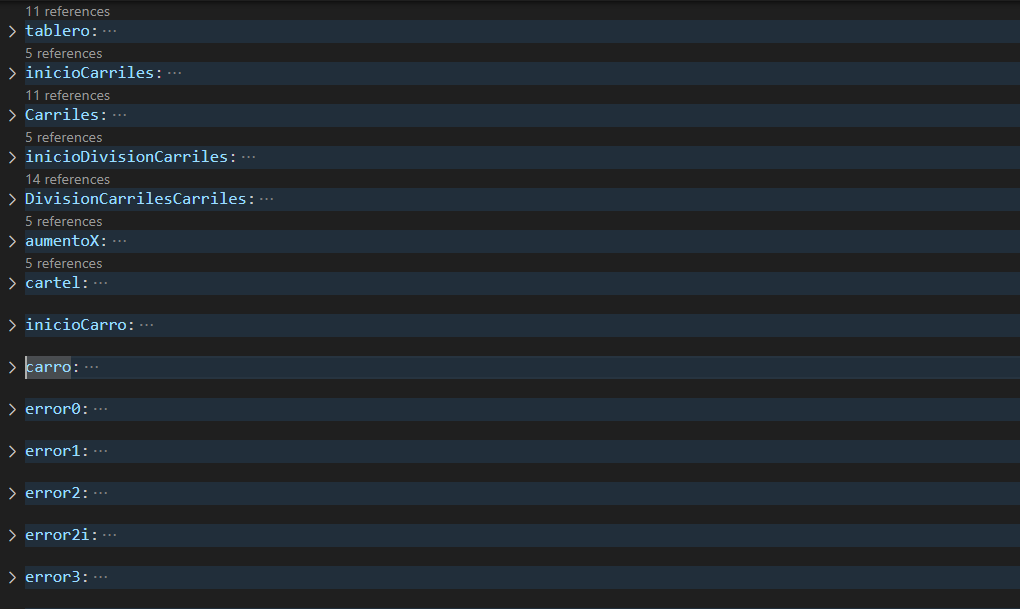 11 references
tablero: ···
5 references
inicioCarriles: ···
11 references
Carriles: ···
5 references
inicioDivisionCarriles: ···
14 references
DivisionCarrilesCarriles: ···
5 references
aumentoX: ···
5 references
cartel: ···
inicioCarro: ···
carro: ···
error0: ···
error1: ···
error2: ···
error2i: ···
error3: ···